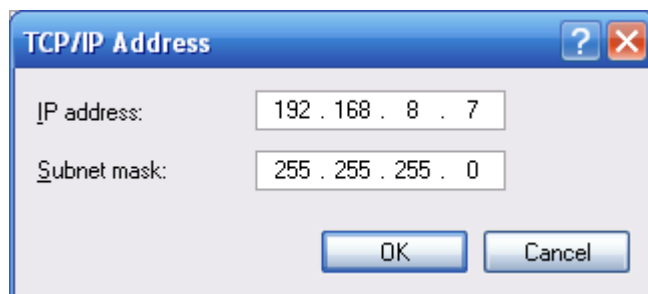 TCP/IP Address
IP address: 192 . 168 . 8 . 7
Subnet mask: 255 . 255 . 255 . 0
OK Cancel